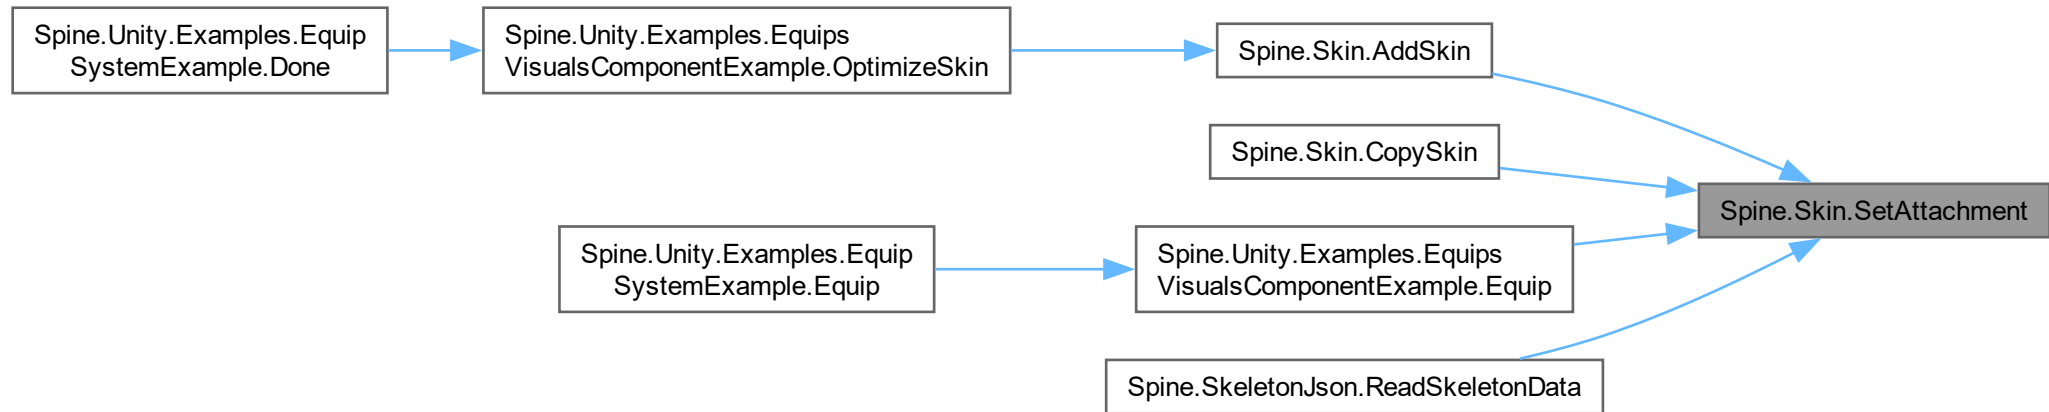 Spine.Unity.Examples.Equip
SystemExample.Done
Spine.Unity.Examples.Equips
VisualsComponentExample.OptimizeSkin
Spine.Skin.AddSkin
Spine.Skin.CopySkin
Spine.Skin.SetAttachment
Spine.Unity.Examples.Equip
SystemExample.Equip
Spine.Unity.Examples.Equips
VisualsComponentExample.Equip
Spine.SkeletonJson.ReadSkeletonData